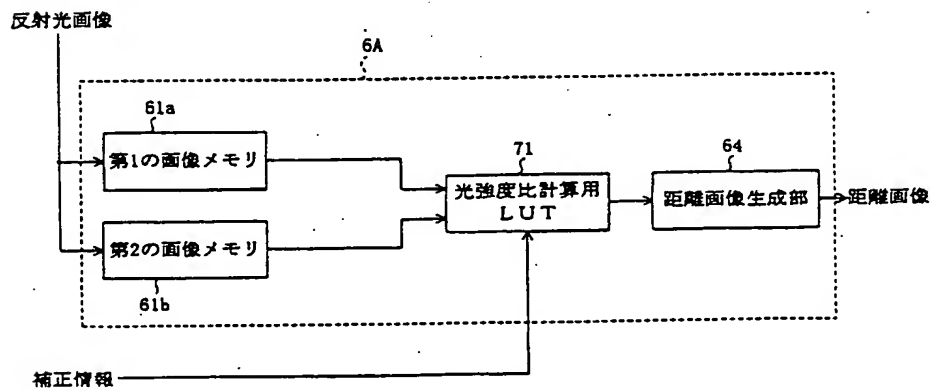 反射光画像
6A
61a
第1の画像メモリ
71
光強度比計算用
LUT
64
距離画像生成部
距離画像
第2の画像メモリ
61b
補正情報